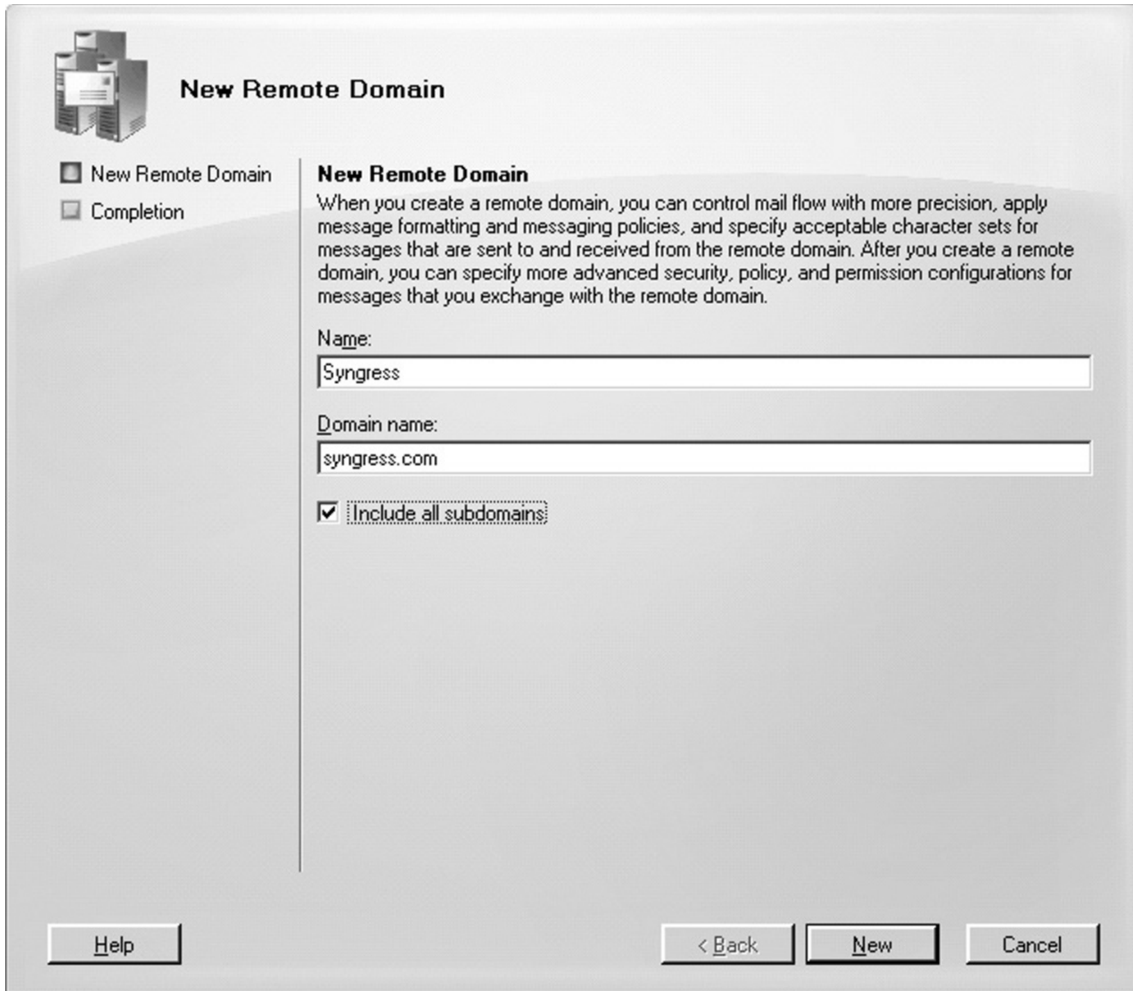 New Remote Domain
New Remote Domain
Completion
New Remote Domain
When you create a remote domain, you can control mail flow with more precision, apply
message formatting and messaging policies, and specify acceptable character sets for
messages that are sent to and received from the remote domain. After you create a remote
domain, you can specify more advanced security, policy, and permission configurations for
messages that you exchange with the remote domain.
Name:
Syngress
Domain name:
syngress.com
Include all subdomains
Help
< Back
New
Cancel